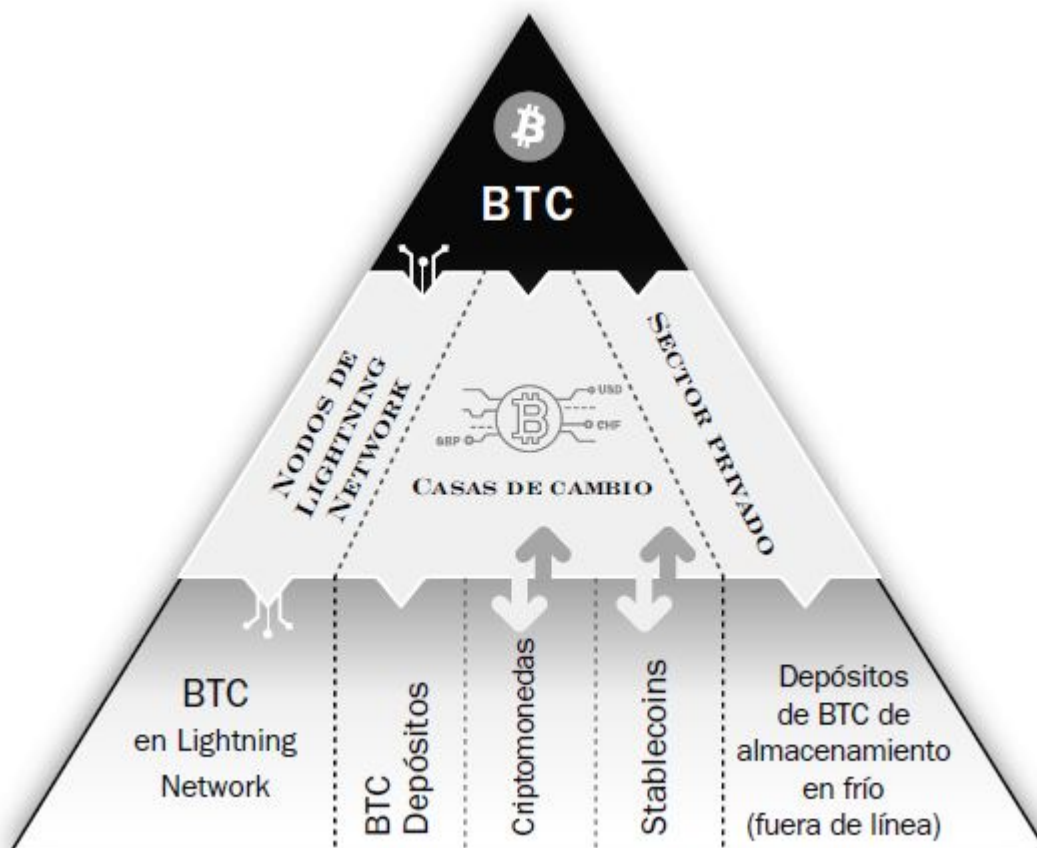 BTC
NODOS DE
LIGHTNING
NETWORK
USD
GBP
CHF
CASAS DE CAMBIO
SECTOR PRIVADO
BTC
en Lightning
Network
BTC
Depósitos
Criptomonedas
Stablecoins
Depósitos
de BTC de
almacenamiento
en frío
(fuera de línea)